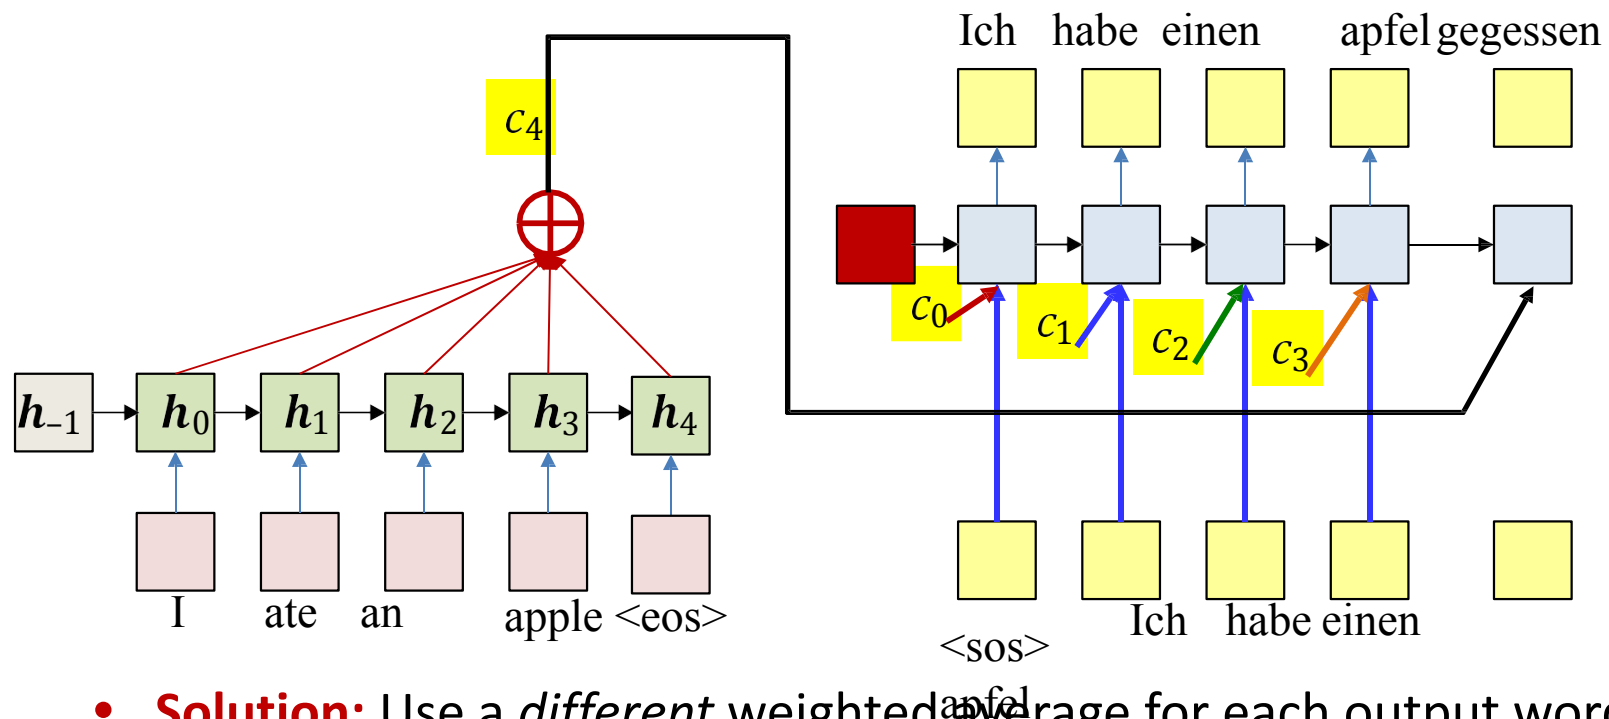 Ich habe einen apfel gegessen
c₄
c₀ c₁ c₂ c₃
h₋₁ h₀ h₁ h₂ h₃ h₄
I ate an apple <eos>
Ich habe einen
<sos>
apfel
• Solution: Use a different weighted average for each output word